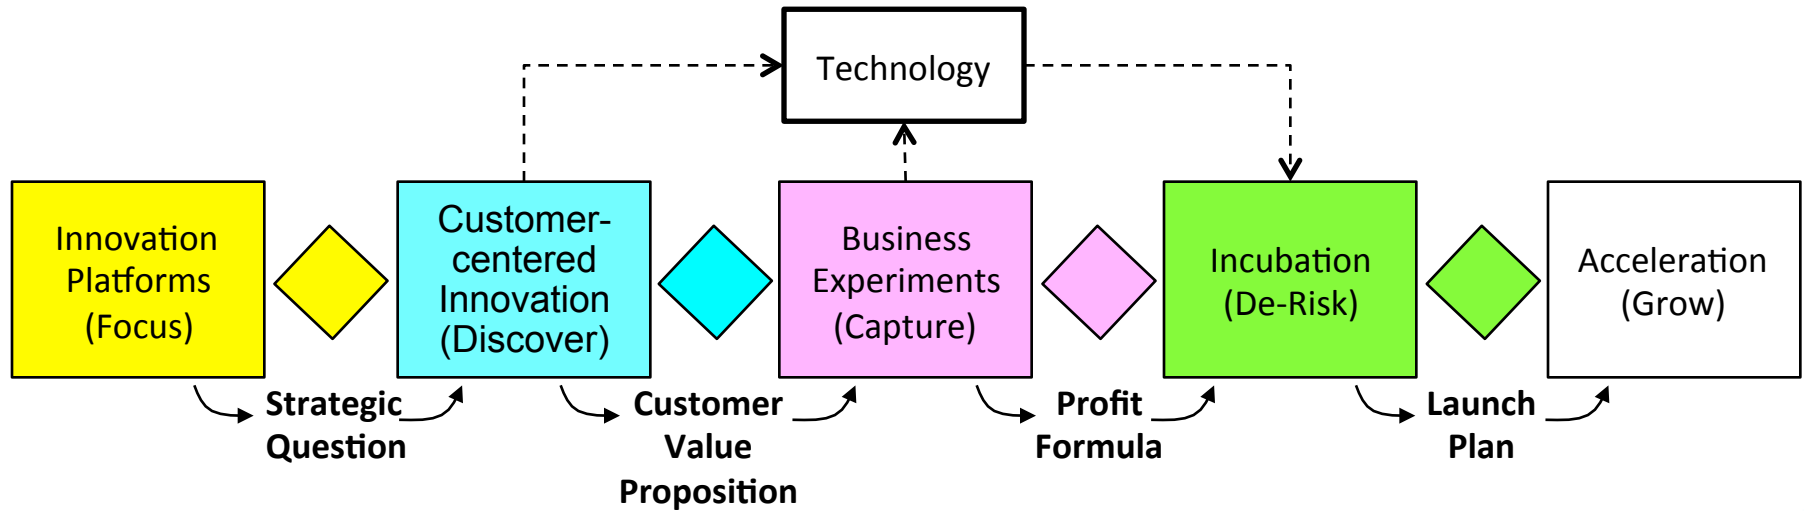 Technology
Innovation
Platforms
(Focus)
Customer-
centered
Innovation
(Discover)
Business
Experiments
(Capture)
Incubation
(De-Risk)
Acceleration
(Grow)
Strategic
Question
Customer
Value
Proposition
Profit
Formula
Launch
Plan